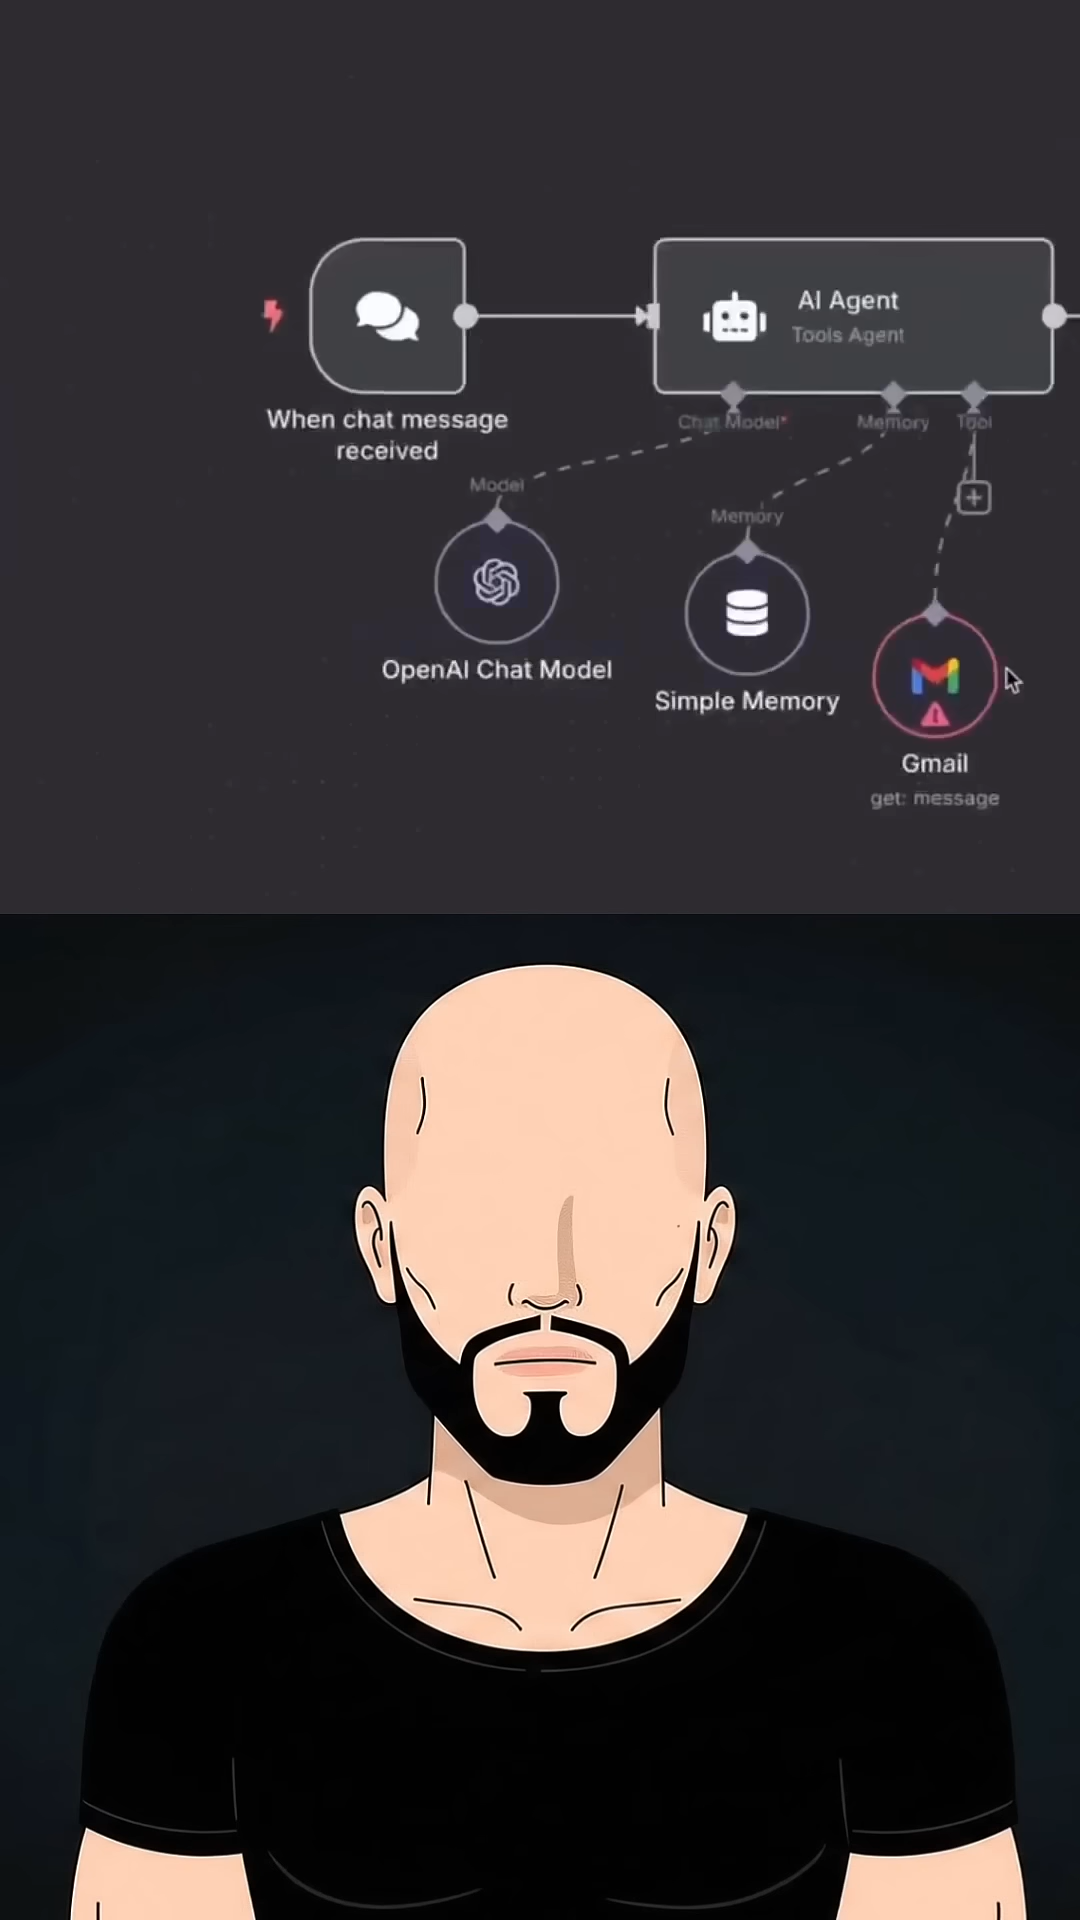 AI Agent
Tools Agent
When chat message
received
Chat Model*
Memory
Tool
Model
Memory
OpenAI Chat Model
Simple Memory
Gmail
get: message